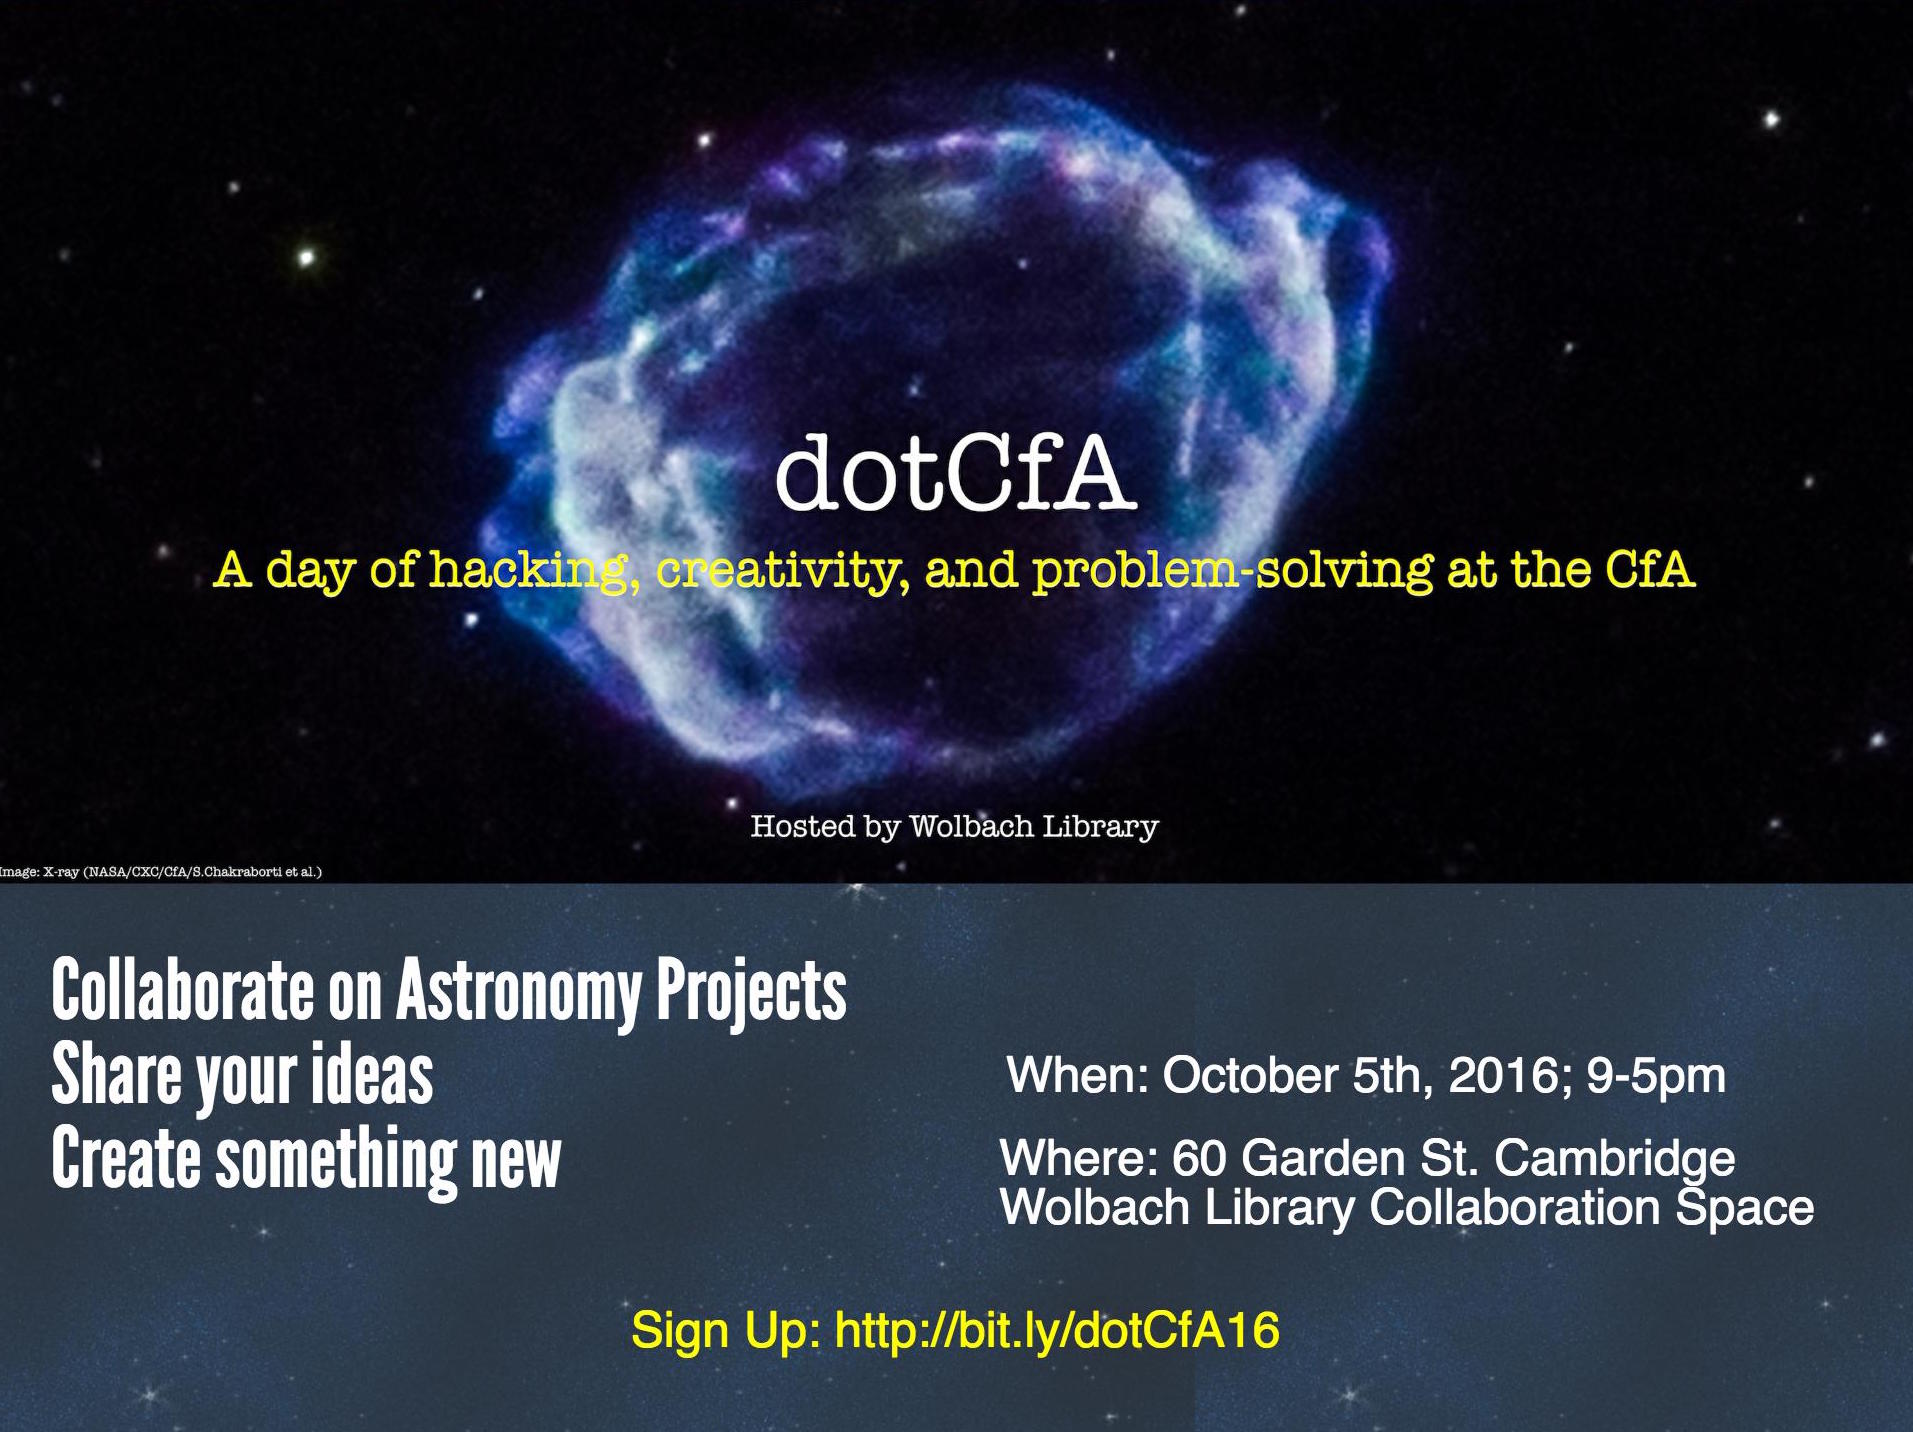 dotCfA
A day of hacking, creativity, and problem-solving at the CfA
Hosted by Wolbach Library
Image: X-ray (NASA/CXC/CfA/S.Chakraborti et al.)
Collaborate on Astronomy Projects
Share your ideas
Create something new
When: October 5th, 2016; 9-5pm
Where: 60 Garden St. Cambridge
Wolbach Library Collaboration Space
Sign Up: http://bit.ly/dotCfA16